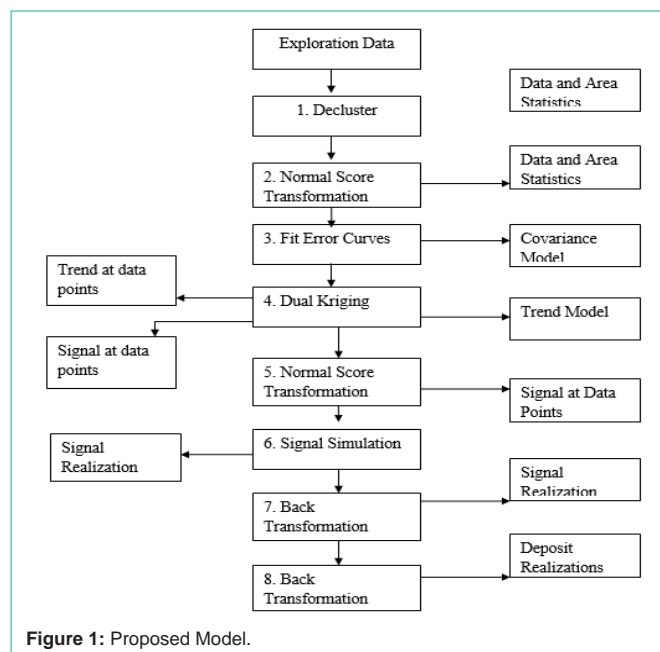 Exploration Data
Data and Area
Statistics
1. Decluster
2. Normal Score
Transformation
Data and Area
Statistics
3. Fit Error Curves
Covariance
Model
Trend at data
points
4. Dual Kriging
Trend Model
Signal at data
points
5. Normal Score
Transformation
Signal at Data
Points
6. Signal Simulation
Signal
Realization
7. Back
Transformation
Signal
Realization
8. Back
Transformation
Deposit
Realizations
Figure 1: Proposed Model.